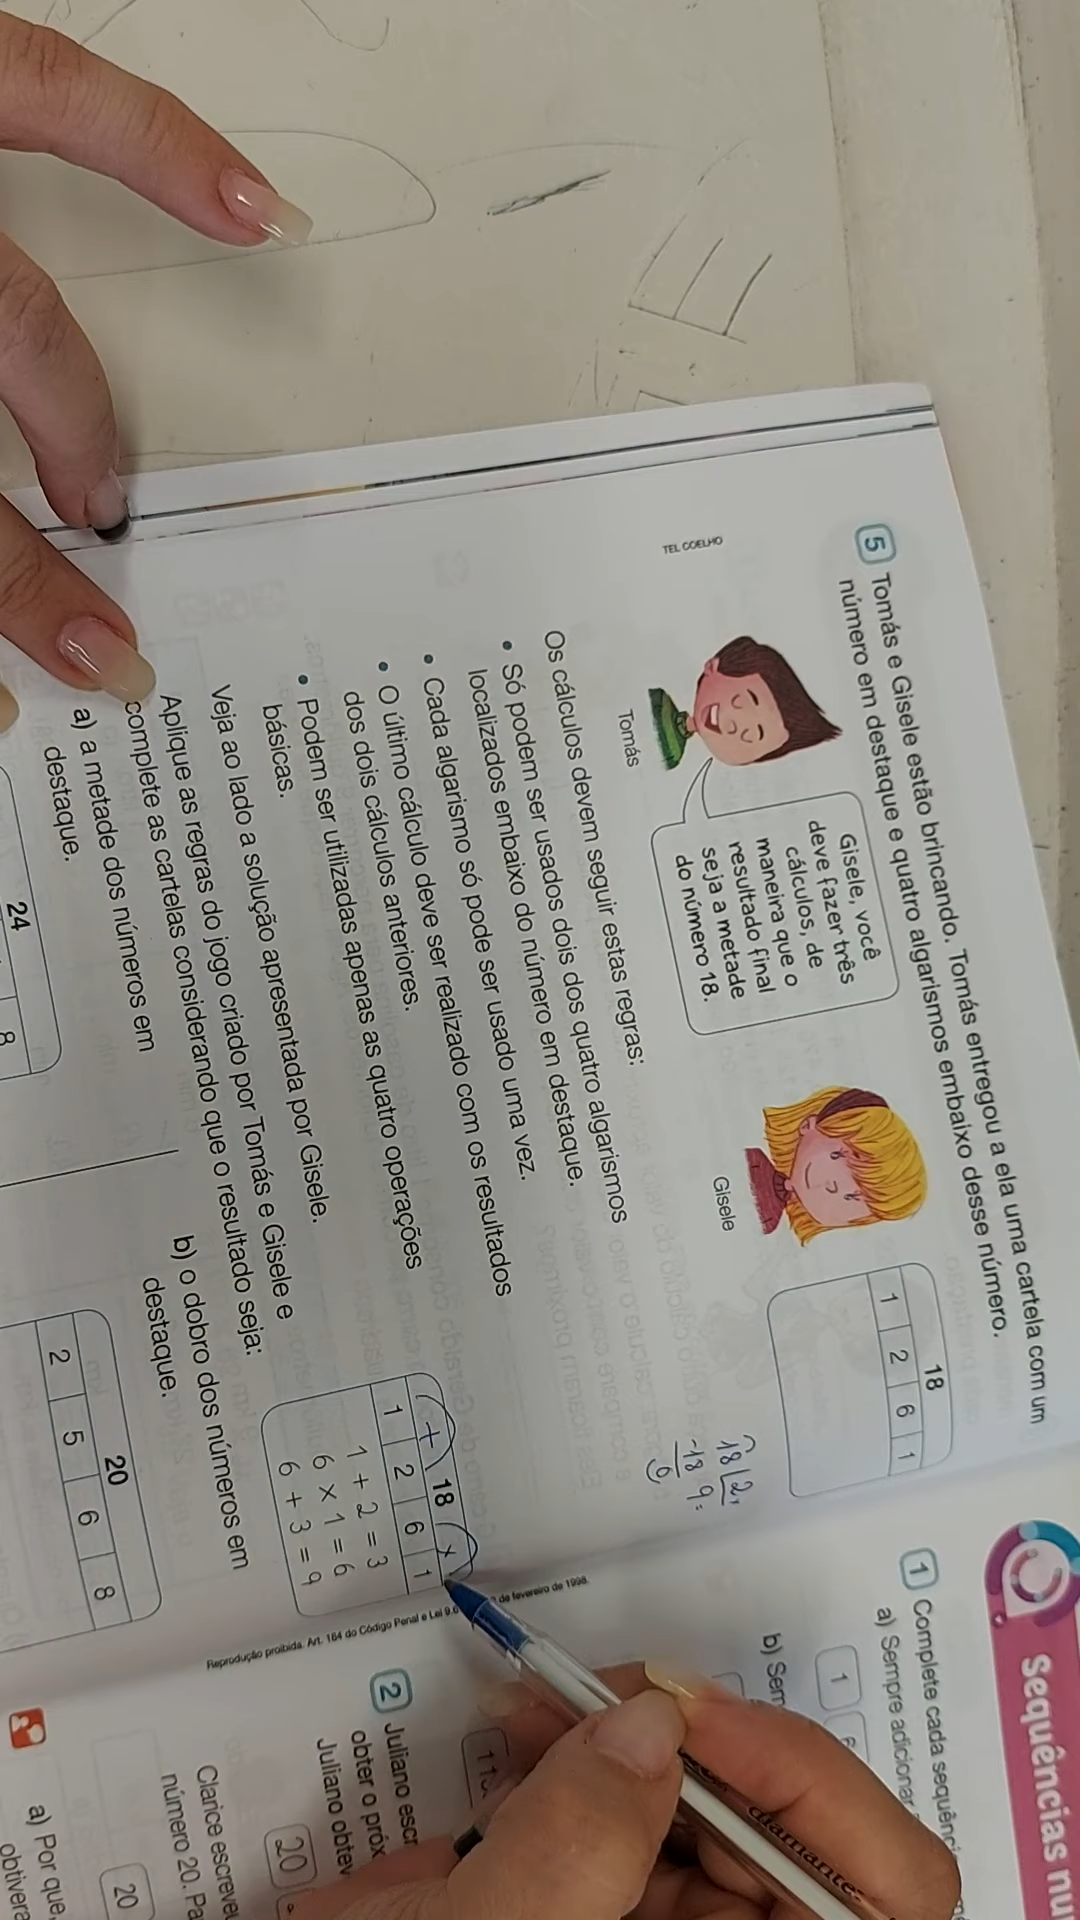 5 Tomás e Gisele estão brincando. Tomás entregou a ela uma cartela com um
número em destaque e quatro algarismos embaixo desse número.
TEL COELHO
Gisele, você
deve fazer três
cálculos, de
maneira que o
resultado final
seja a metade
do número 18.
Tomás
Gisele
18
1 2 6 1
18 2
-18 9
0
Os cálculos devem seguir estas regras:
• Só podem ser usados dois dos quatro algarismos
localizados embaixo do número em destaque.
• Cada algarismo só pode ser usado uma vez.
• O último cálculo deve ser realizado com os resultados
dos dois cálculos anteriores.
• Podem ser utilizadas apenas as quatro operações
básicas.
Veja ao lado a solução apresentada por Gisele.
+ 18 x
1 2 6 1
1 + 2 = 3
6 × 1 = 6
6 + 3 = 9
Aplique as regras do jogo criado por Tomás e Gisele e
complete as cartelas considerando que o resultado seja:
a) a metade dos números em
destaque.
24
8
b) o dobro dos números em
destaque.
20
2 5 6 8
Reprodução proibida. Art. 184 do Código Penal e Lei 9.6 de fevereiro de 1998.
Sequências nu
1 Complete cada sequênc
a) Sempre adicionar
1
b) Sem
11
2 Juliano escr
obter o próx
Juliano obtev
20
Clarice escreveu
número 20. Pa
20
a) Por que
obtivera
diamante